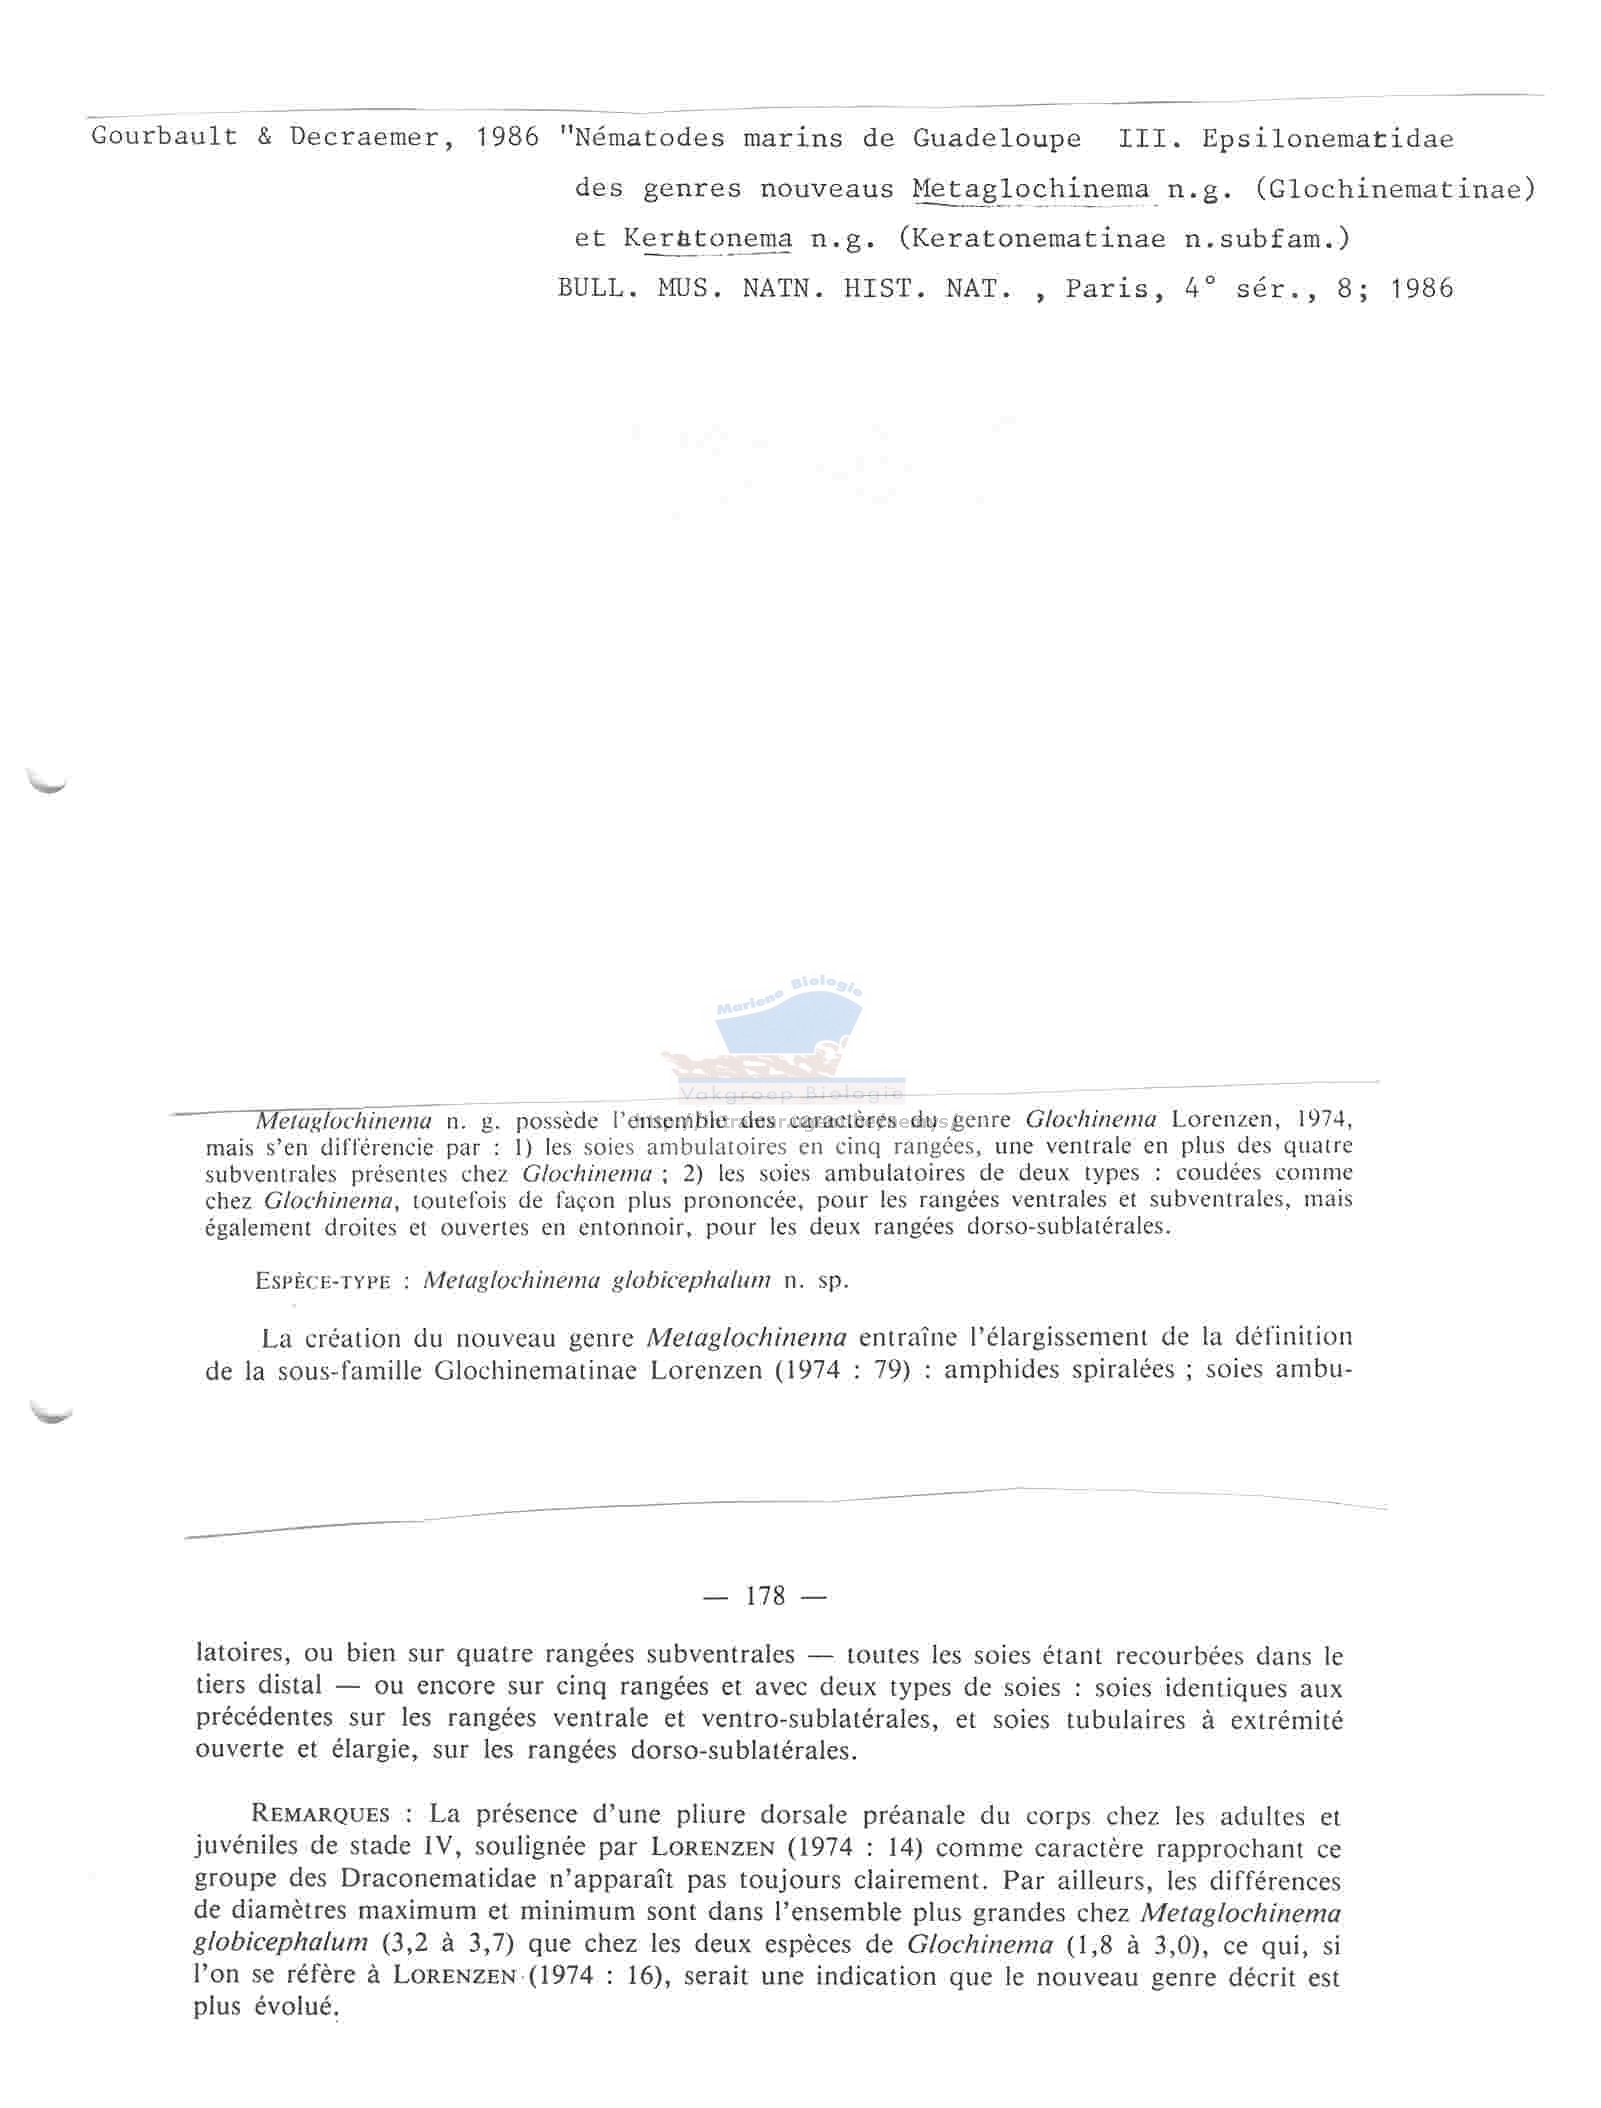 Gourbault & Decraemer, 1986 "Nématodes marins de Guadeloupe III. Epsilonematidae
des genres nouveaus Metaglochinema n.g. (Glochinematinae)
et Keratonema n.g. (Keratonematinae n.subfam.)
BULL. MUS. NATN. HIST. NAT. , Paris, 4° sér., 8; 1986
Mariene Biologie
Vakgroep Biologie
Metaglochinema n. g. possède l'ensemble des caractères du genre Glochinema Lorenzen, 1974,
mais s'en différencie par : 1) les soies ambulatoires en cinq rangées, une ventrale en plus des quatre
subventrales présentes chez Glochinema ; 2) les soies ambulatoires de deux types : coudées comme
chez Glochinema, toutefois de façon plus prononcée, pour les rangées ventrales et subventrales, mais
également droites et ouvertes en entonnoir, pour les deux rangées dorso-sublatérales.
ESPÈCE-TYPE : Metaglochinema globicephalum n. sp.
La création du nouveau genre Metaglochinema entraîne l'élargissement de la définition
de la sous-famille Glochinematinae Lorenzen (1974 : 79) : amphides spiralées ; soies ambu-
— 178 —
latoires, ou bien sur quatre rangées subventrales — toutes les soies étant recourbées dans le
tiers distal — ou encore sur cinq rangées et avec deux types de soies : soies identiques aux
précédentes sur les rangées ventrale et ventro-sublatérales, et soies tubulaires à extrémité
ouverte et élargie, sur les rangées dorso-sublatérales.
REMARQUES : La présence d'une pliure dorsale préanale du corps chez les adultes et
juvéniles de stade IV, soulignée par LORENZEN (1974 : 14) comme caractère rapprochant ce
groupe des Draconematidae n'apparaît pas toujours clairement. Par ailleurs, les différences
de diamètres maximum et minimum sont dans l'ensemble plus grandes chez Metaglochinema
globicephalum (3,2 à 3,7) que chez les deux espèces de Glochinema (1,8 à 3,0), ce qui, si
l'on se réfère à LORENZEN (1974 : 16), serait une indication que le nouveau genre décrit est
plus évolué.